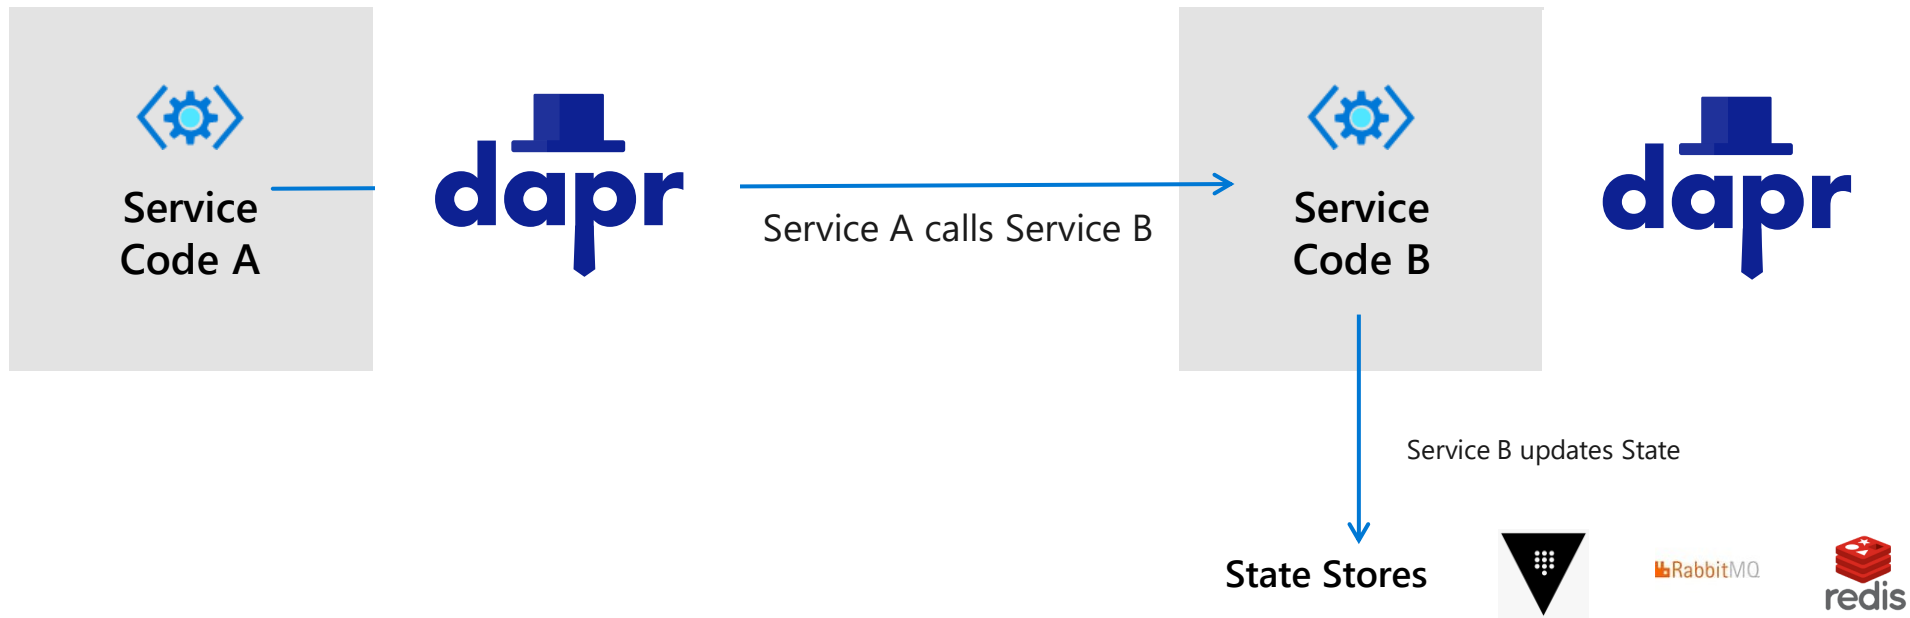 Service
Code A
dapr
Service A calls Service B
Service
Code B
dapr
Service B updates State
State Stores
RabbitMQ
redis